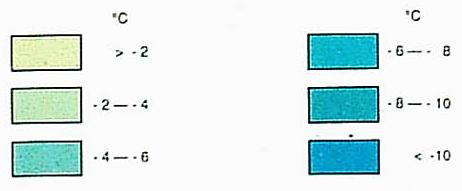 °C
> - 2
- 2 — - 4
- 4 — - 6
°C
- 6 — - 8
- 8 — - 10
< -10